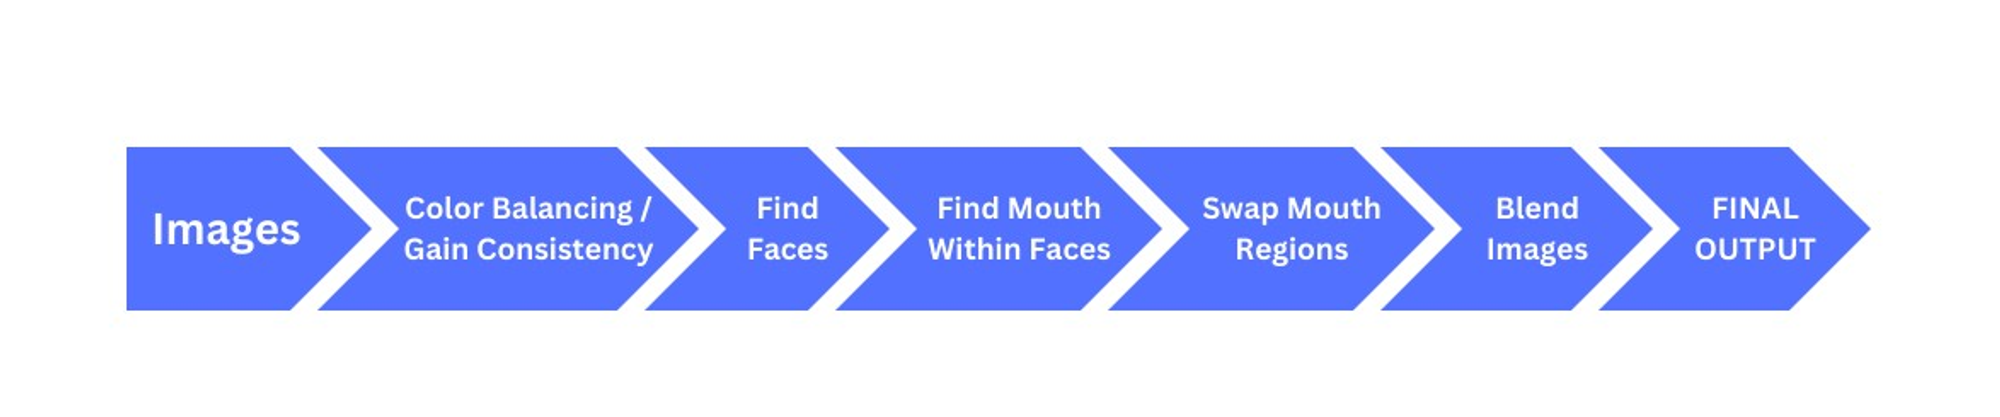 Images
Color Balancing /
Gain Consistency
Find
Faces
Find Mouth
Within Faces
Swap Mouth
Regions
Blend
Images
FINAL
OUTPUT